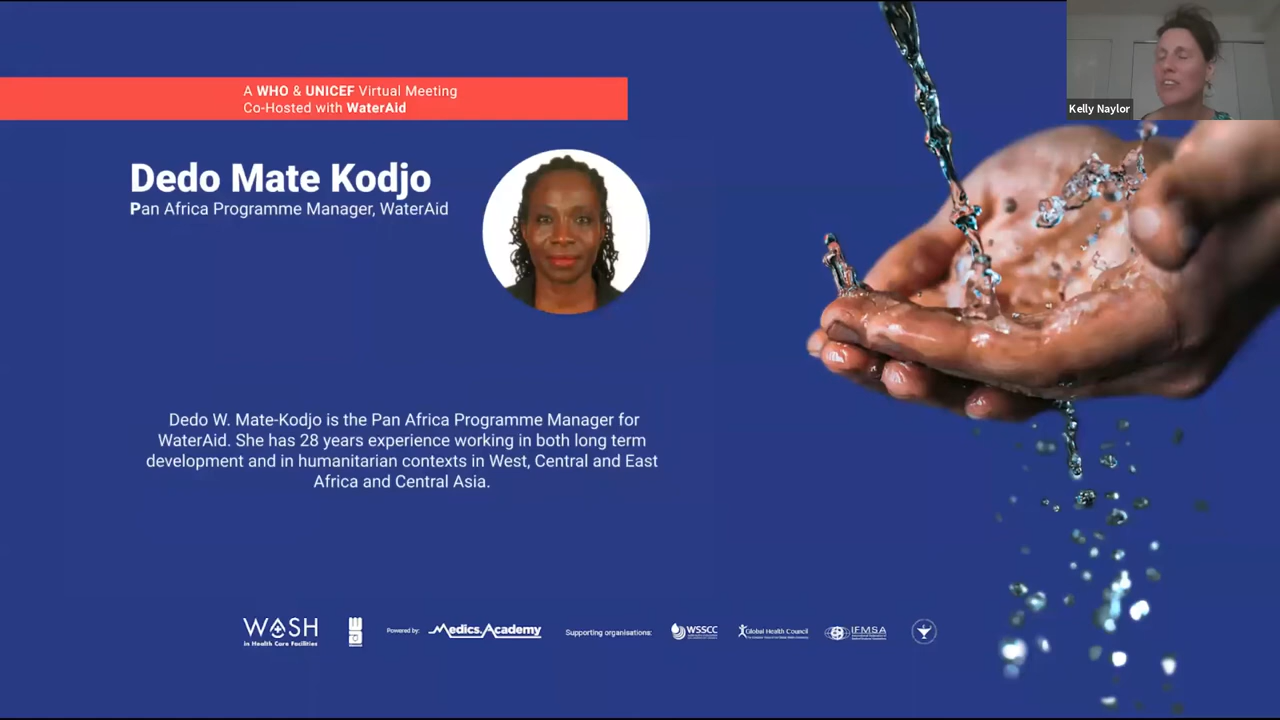 A WHO & UNICEF Virtual Meeting
Co-Hosted with WaterAid
Kelly Naylor
Dedo Mate Kodjo
Pan Africa Programme Manager, WaterAid
Dedo W. Mate-Kodjo is the Pan Africa Programme Manager for
WaterAid. She has 28 years experience working in both long term
development and in humanitarian contexts in West, Central and East
Africa and Central Asia.
WASH
in Health Care Facilities
Powered by:
Medics.Academy
Supporting organisations:
WSSCC
Global Health Council
IFMSA